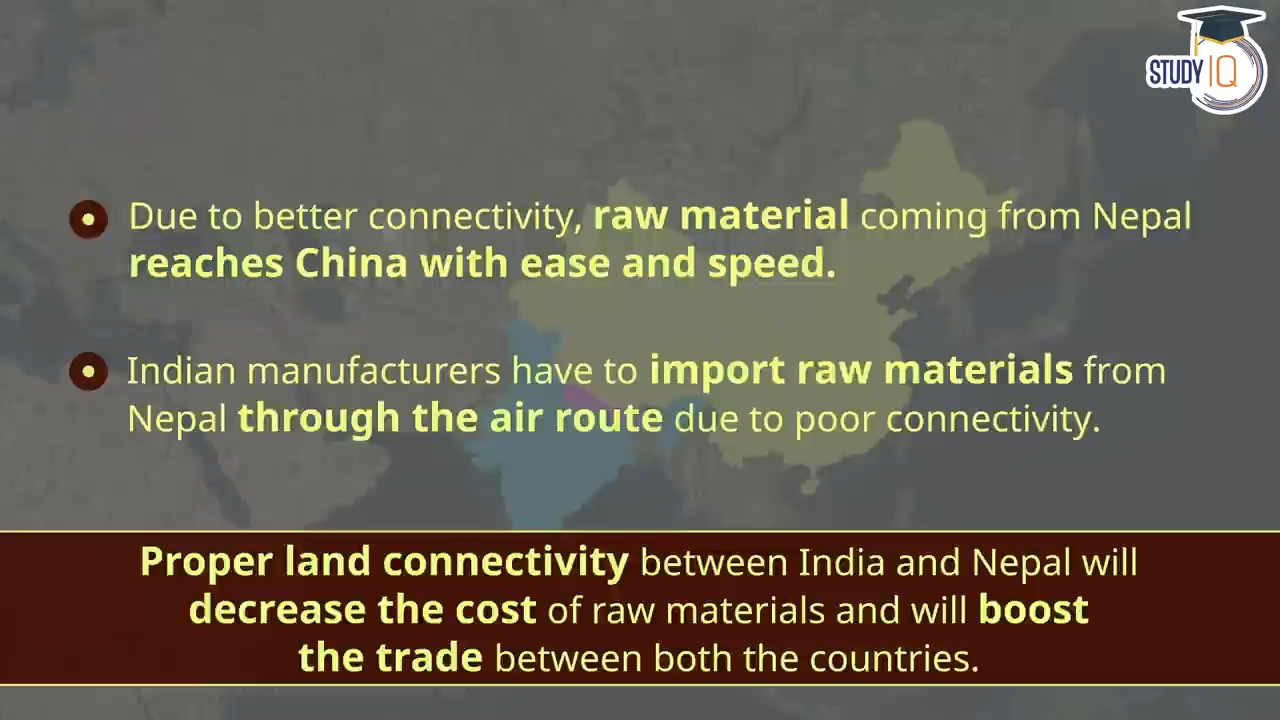 STUDY IQ
Due to better connectivity, raw material coming from Nepal
reaches China with ease and speed.
Indian manufacturers have to import raw materials from
Nepal through the air route due to poor connectivity.
Proper land connectivity between India and Nepal will
decrease the cost of raw materials and will boost
the trade between both the countries.